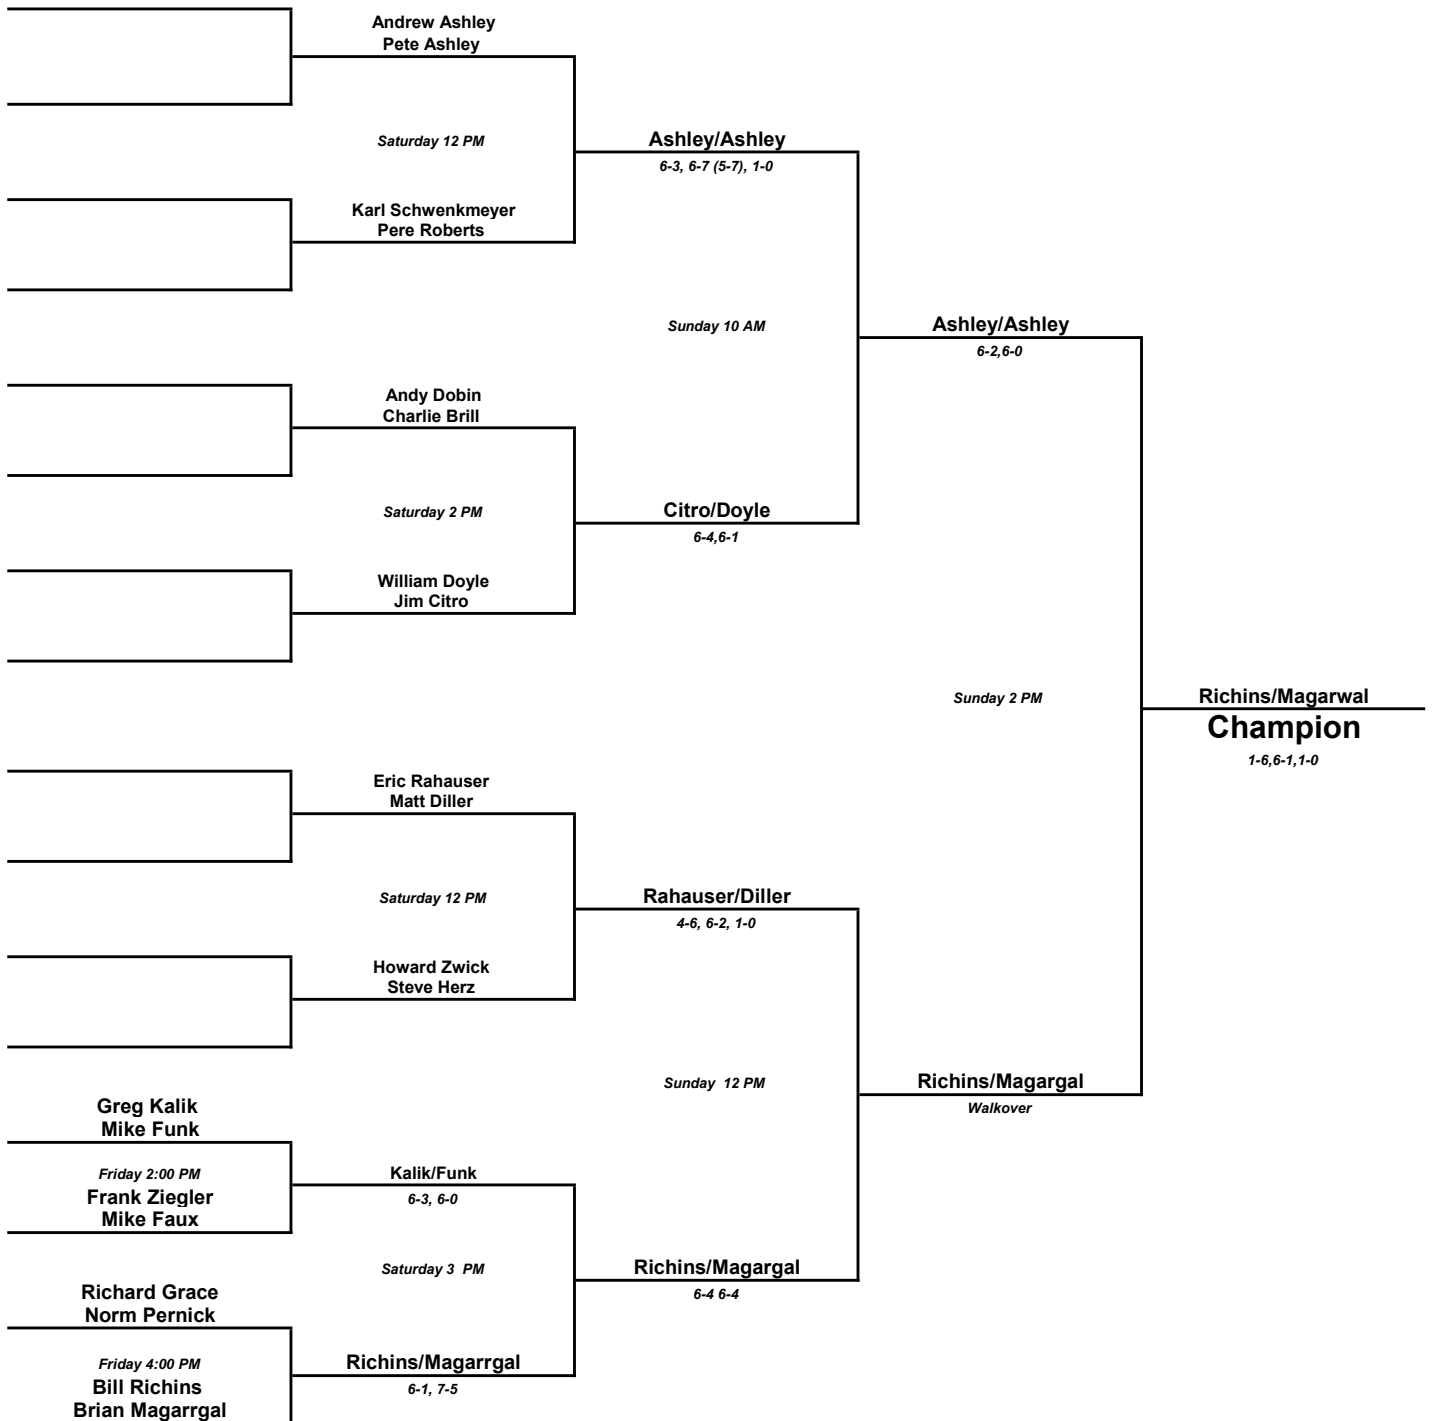 Andrew Ashley
Pete Ashley
Saturday 12 PM
Ashley/Ashley
6-3, 6-7 (5-7), 1-0
Karl Schwenkmeyer
Pere Roberts
Sunday 10 AM
Ashley/Ashley
6-2,6-0
Andy Dobin
Charlie Brill
Saturday 2 PM
Citro/Doyle
6-4,6-1
William Doyle
Jim Citro
Sunday 2 PM
Richins/Magarwal
Champion
1-6,6-1,1-0
Eric Rahauser
Matt Diller
Saturday 12 PM
Rahauser/Diller
4-6, 6-2, 1-0
Howard Zwick
Steve Herz
Sunday  12 PM
Richins/Magargal
Walkover
Greg Kalik
Mike Funk
Friday 2:00 PM
Frank Ziegler
Mike Faux
Kalik/Funk
6-3, 6-0
Saturday 3  PM
Richins/Magargal
6-4 6-4
Richard Grace
Norm Pernick
Friday 4:00 PM
Bill Richins
Brian Magarrgal
Richins/Magarrgal
6-1, 7-5